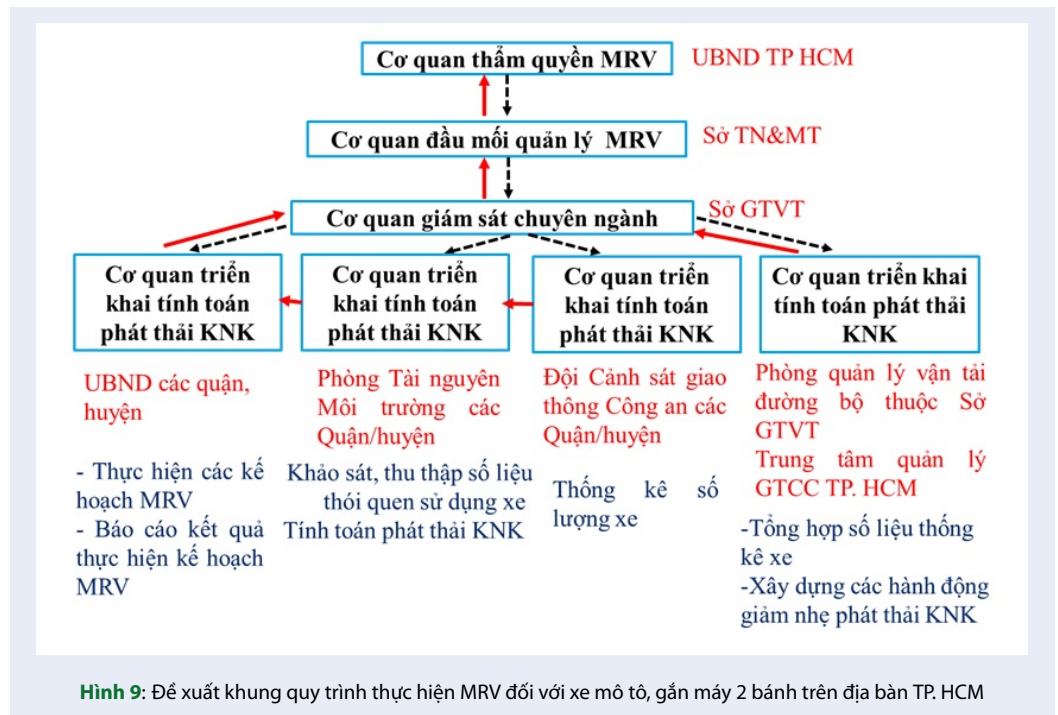 Cơ quan thẩm quyền MRV
UBND TP HCM
Cơ quan đầu mối quản lý MRV
Sở TN&MT
Cơ quan giám sát chuyên ngành
Sở GTVT
Cơ quan triển
khai tính toán
phát thải KNK
Cơ quan triển
khai tính toán
phát thải KNK
Cơ quan triển
khai tính toán
phát thải KNK
Cơ quan triển khai
tính toán phát thải
KNK
UBND các quận,
huyện
Phòng Tài nguyên
Môi trường các
Quận/huyện
Đội Cảnh sát giao
thông Công an các
Quận/huyện
Phòng quản lý vận tải
đường bộ thuộc Sở
GTVT
Trung tâm quản lý
GTCC TP. HCM
- Thực hiện các kế
hoạch MRV
- Báo cáo kết quả
thực hiện kế hoạch
MRV
Khảo sát, thu thập số liệu
thói quen sử dụng xe
Tính toán phát thải KNK
Thống kê số
lượng xe
-Tổng hợp số liệu thống
kê xe
-Xây dựng các hành động
giảm nhẹ phát thải KNK
Hình 9: Đề xuất khung quy trình thực hiện MRV đối với xe mô tô, gắn máy 2 bánh trên địa bàn TP. HCM